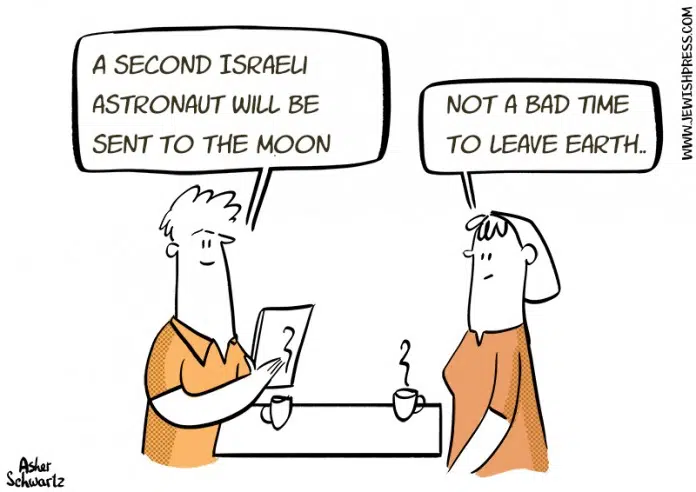 A SECOND ISRAELI
ASTRONAUT WILL BE
SENT TO THE MOON
NOT A BAD TIME
TO LEAVE EARTH..
WWW.JEWISHPRESS.COM
Asher
Schwartz